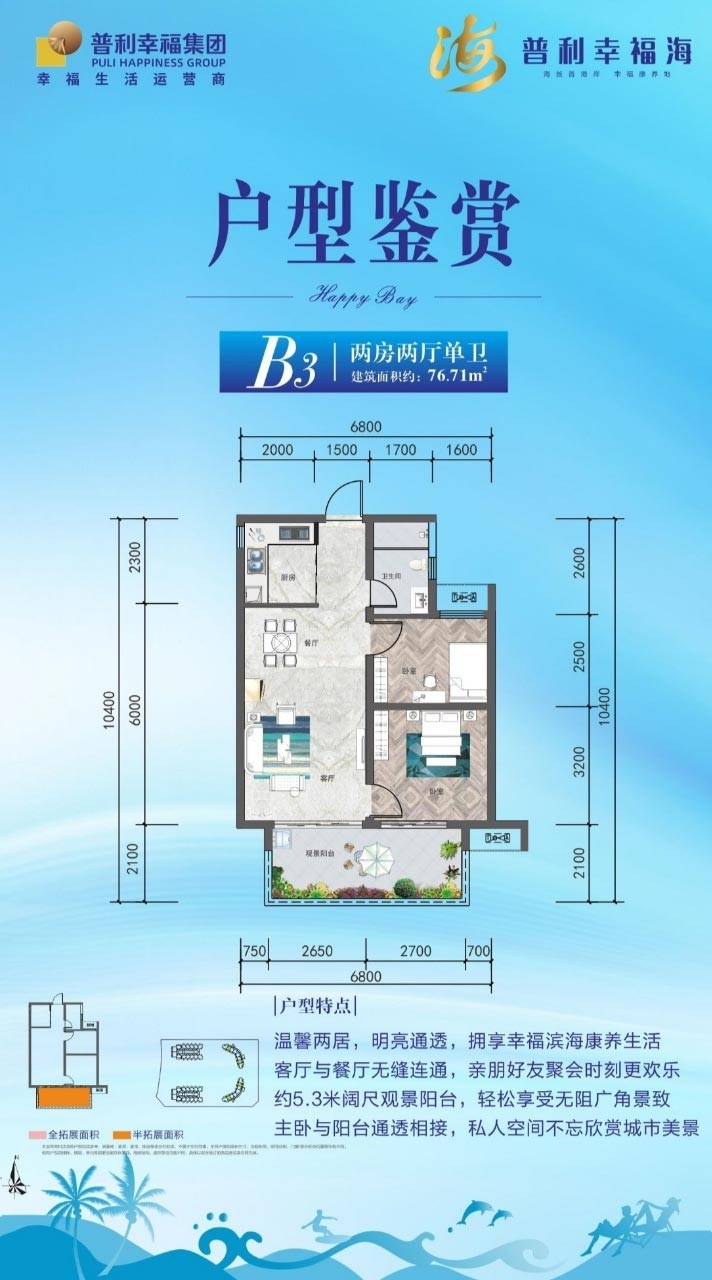 普利幸福集团
PULI HAPPINESS GROUP
幸福生活运营商
海 普利幸福海
幸福康养地
户型鉴赏
Happy Bay
B3 两房两厅单卫
建筑面积约：76.71m²
6800
2000 1500 1700 1600
2300
6000
2100
10400
2600
2500
3200
2100
10400
厨房
卫生间
餐厅
卧室
客厅
卧室
观景阳台
750 2650 2700 700
6800
户型特点
温馨两居，明亮通透，拥享幸福滨海康养生活
客厅与餐厅无缝连通，亲朋好友聚会时刻更欢乐
约5.3米阔尺观景阳台，轻松享受无阻广角景致
主卧与阳台通透相接，私人空间不忘欣赏城市美景
全拓展面积 半拓展面积